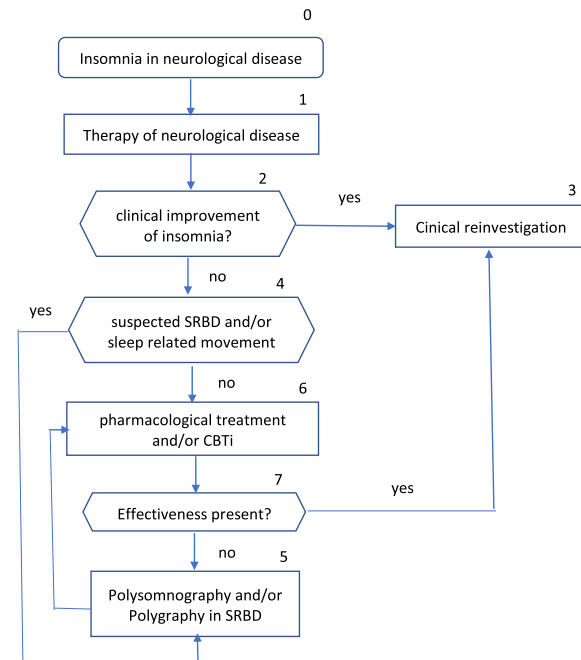 0
Insomnia in neurological disease
1
Therapy of neurological disease
2
clinical improvement
of insomnia?
yes
3
Cinical reinvestigation
no
4
yes
suspected SRBD and/or
sleep related movement
no
6
pharmacological treatment
and/or CBTi
7
Effectiveness present?
yes
no
5
Polysomnography and/or
Polygraphy in SRBD